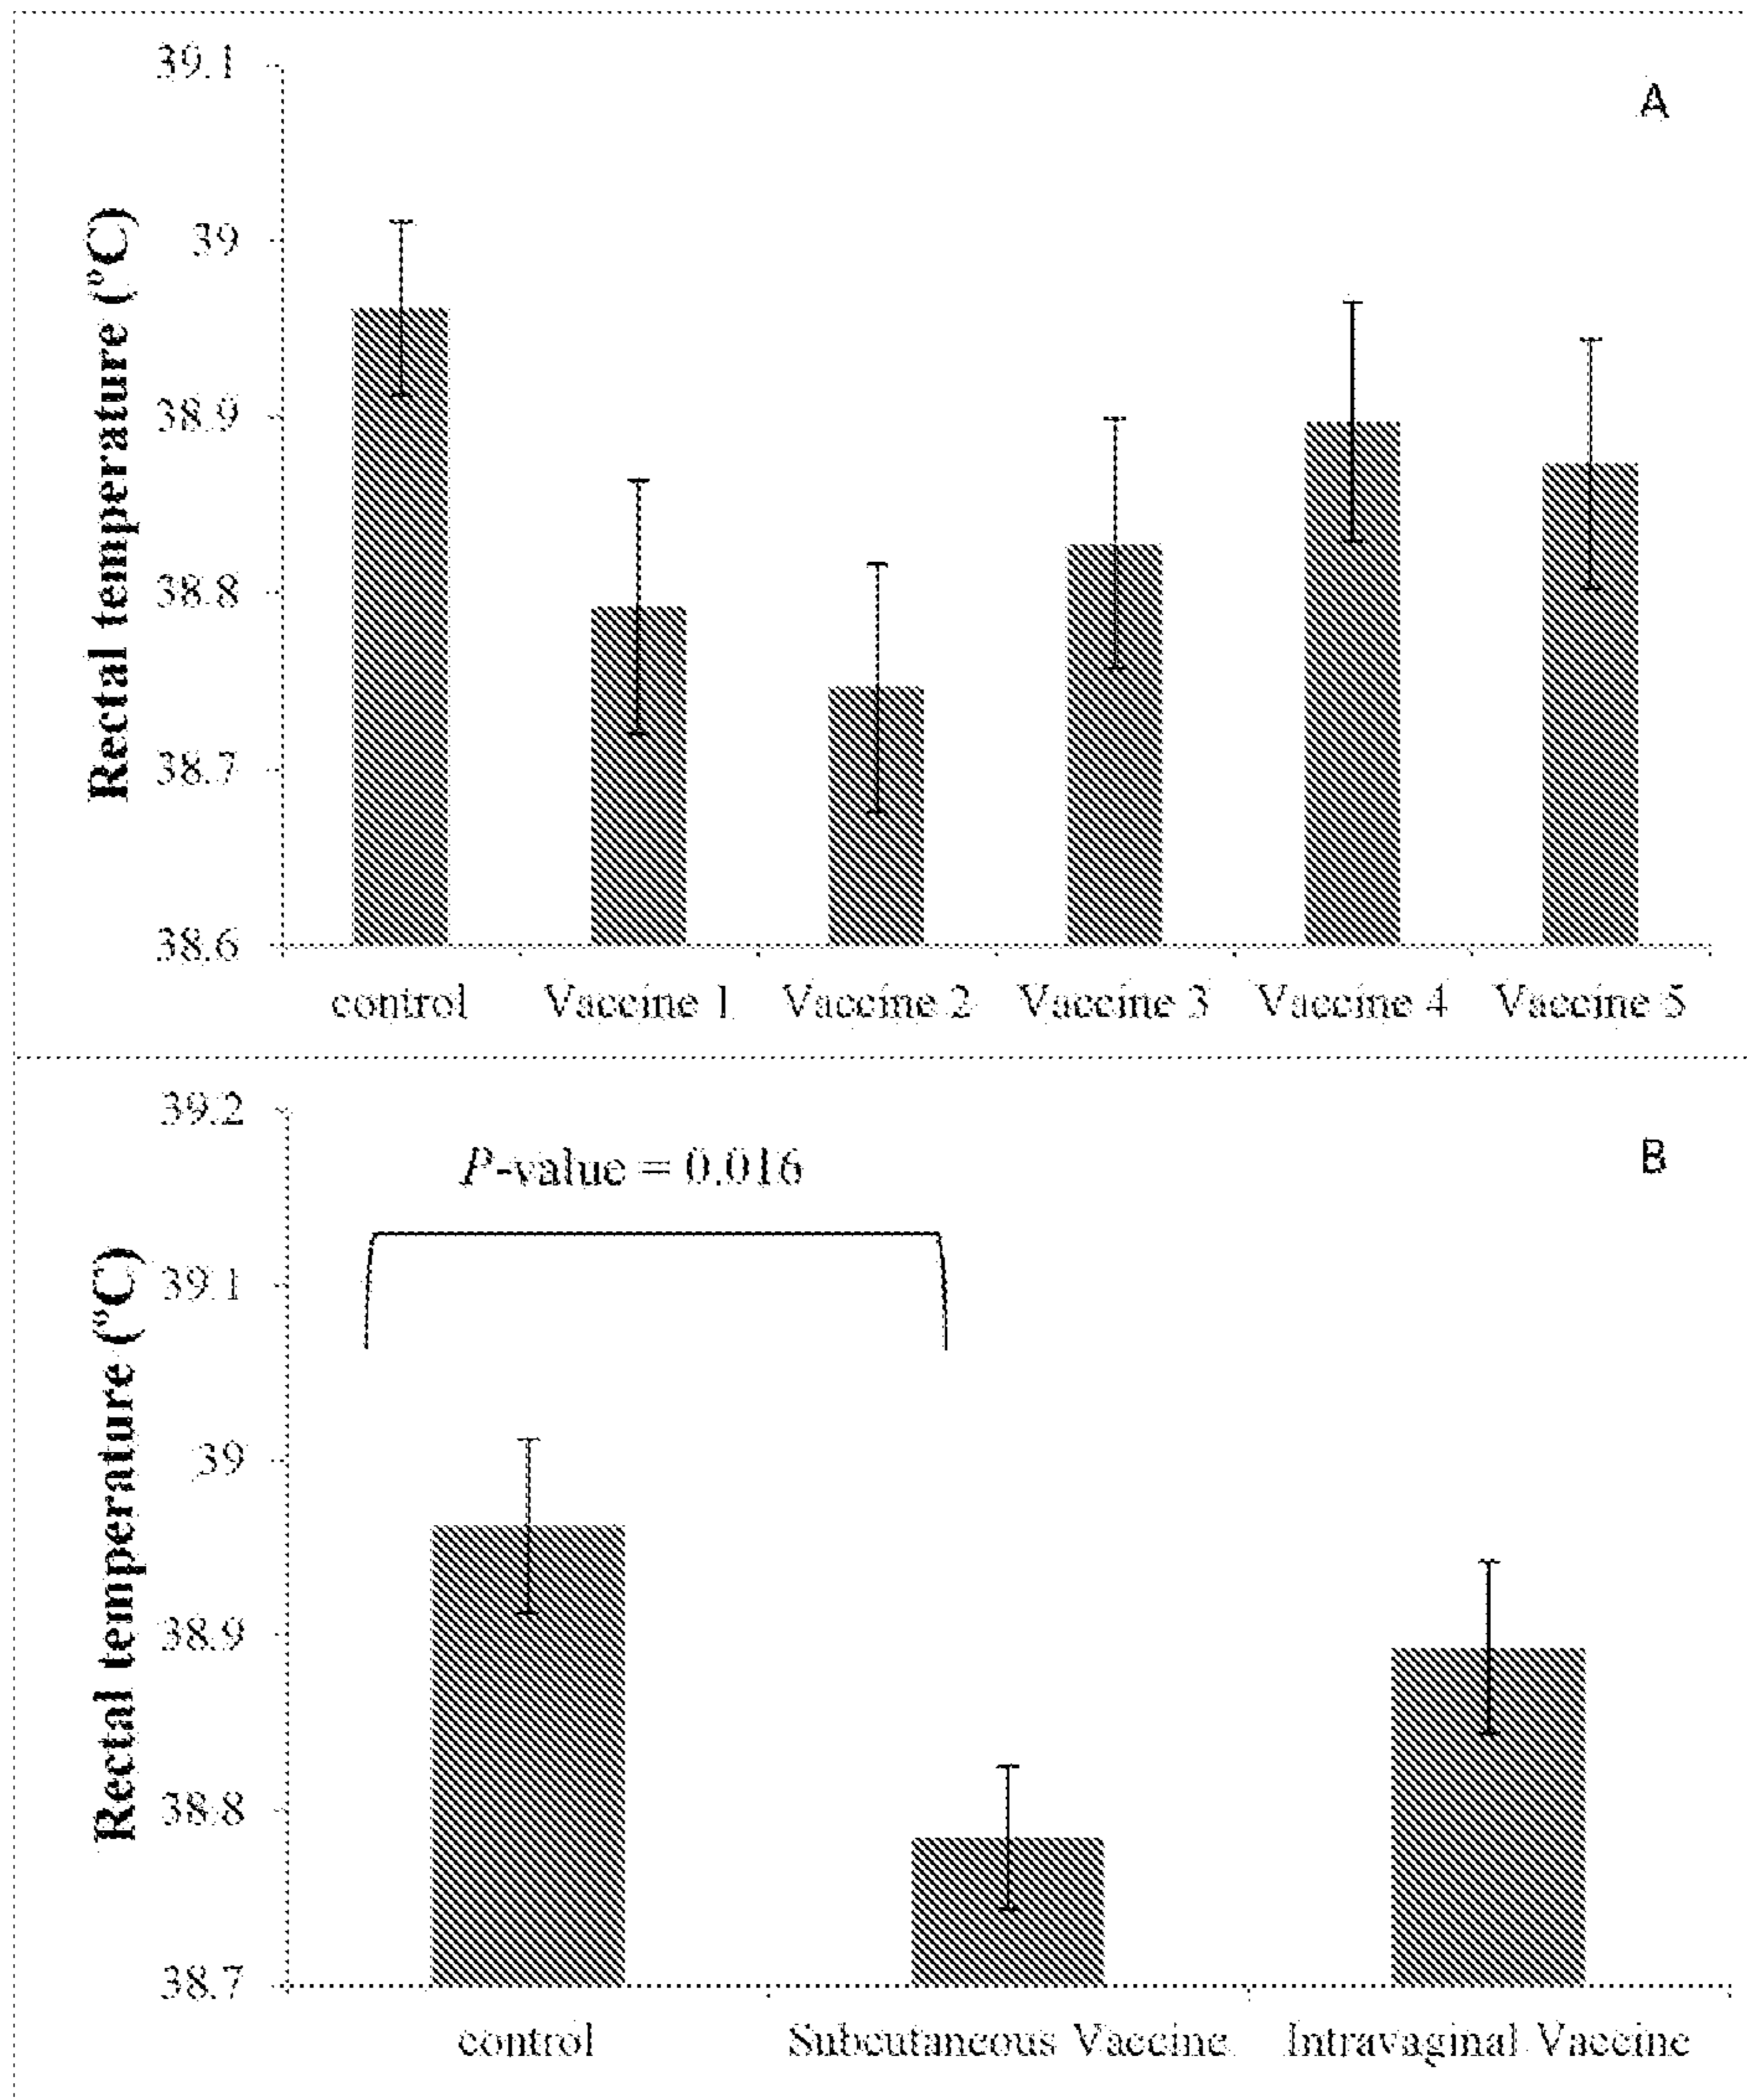 39.1
A
39
38.9
38.8
38.7
38.6
Rectal temperature (°C)
control Vaccine 1 Vaccine 2 Vaccine 3 Vaccine 4 Vaccine 5
39.2
B
P-value = 0.016
39.1
39
38.9
38.8
38.7
Rectal temperature (°C)
control Subcutaneous Vaccine Intravaginal Vaccine